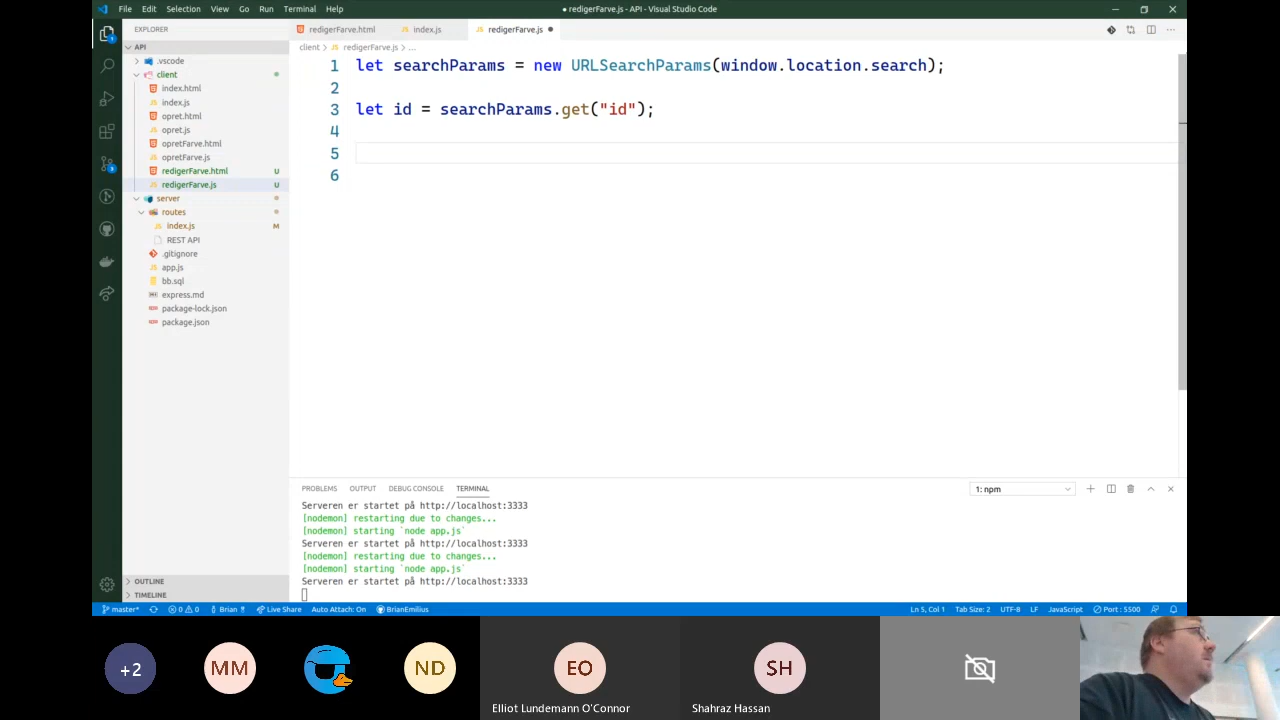 File Edit Selection View Go Run Terminal Help
● redigerFarve.js - API - Visual Studio Code
EXPLORER
redigerFarve.html
index.js
redigerFarve.js
API
client > redigerFarve.js > ...
.vscode
client
index.html
index.js
opret.html
opret.js
opretFarve.html
opretFarve.js
redigerFarve.html U
redigerFarve.js U
server
routes
index.js M
REST API
.gitignore
app.js
bb.sql
express.md
package-lock.json
package.json
OUTLINE
TIMELINE
1 let searchParams = new URLSearchParams(window.location.search);
2
3 let id = searchParams.get("id");
4
5
6
PROBLEMS OUTPUT DEBUG CONSOLE TERMINAL
1: npm
Serveren er startet på http://localhost:3333
[nodemon] restarting due to changes...
[nodemon] starting `node app.js`
Serveren er startet på http://localhost:3333
[nodemon] restarting due to changes...
[nodemon] starting `node app.js`
Serveren er startet på http://localhost:3333
master* 0 0 Brian Live Share Auto Attach: On BrianEmilius
Ln 5, Col 1 Tab Size: 2 UTF-8 LF JavaScript Port : 5500
+2
MM
ND
EO
SH
Elliot Lundemann O'Connor
Shahraz Hassan